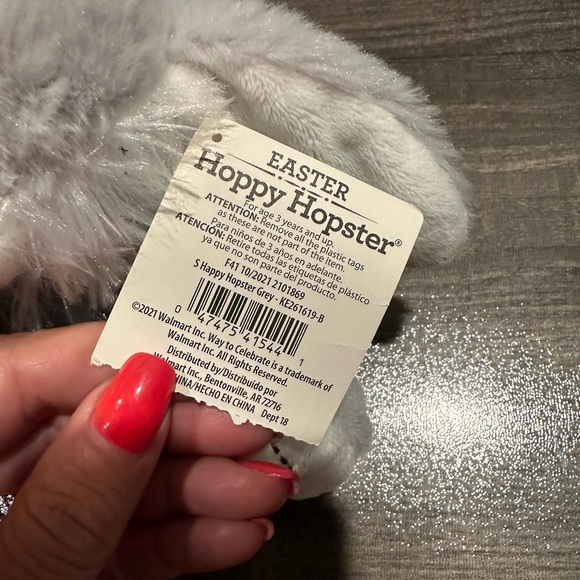 EASTER
Hoppy Hopster®
For age 3 years and up.
ATTENTION: Remove all the plastic tags
as these are not part of the item.
Para niños de 3 años en adelante.
ATENCIÓN: Retire todas las etiquetas de plástico
ya que no son parte del producto.
F41 10/2021 2101869
S Happy Hopster Grey - KE261619-B
0 47475 41544 1
©2021 Walmart Inc. Way to Celebrate is a trademark of
Walmart Inc. All Rights Reserved.
Distributed by/Distribuido por
Walmart Inc., Bentonville, AR 72716
CHINA/HECHO EN CHINA
Dept 18